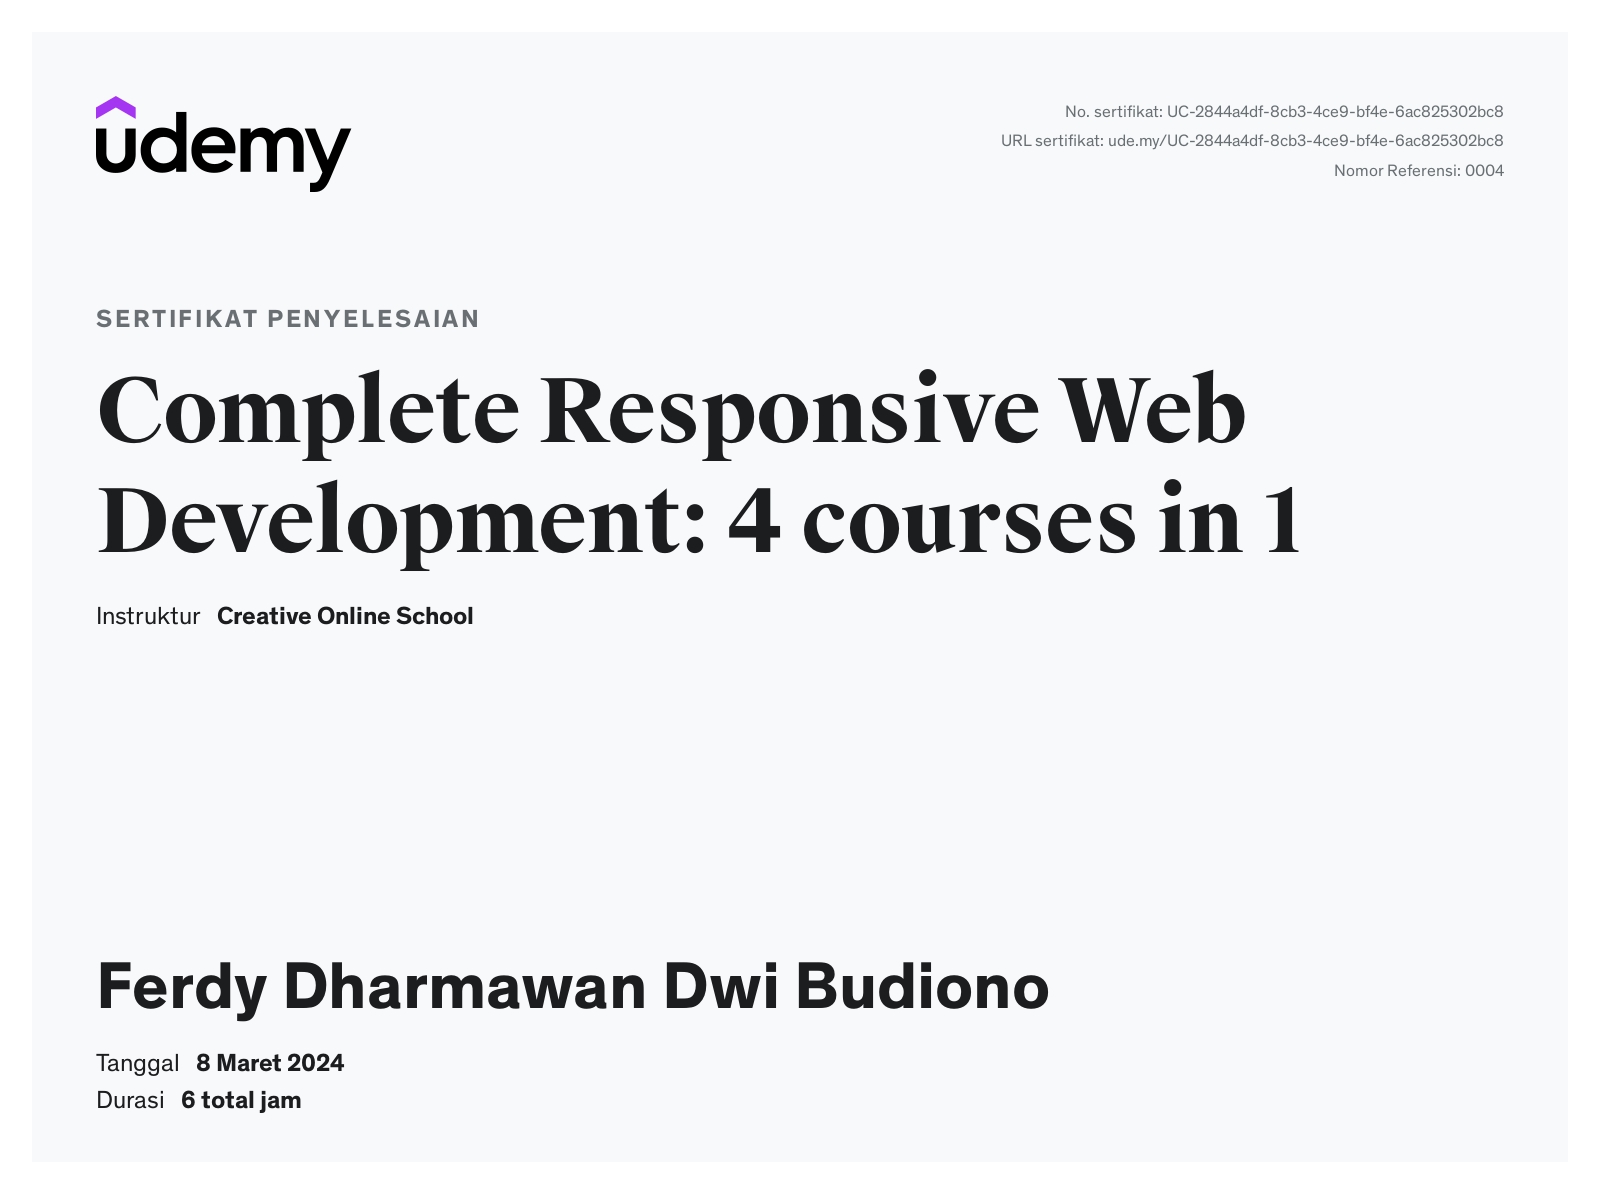 udemy
No. sertifikat: UC-2844a4df-8cb3-4ce9-bf4e-6ac825302bc8
URL sertifikat: ude.my/UC-2844a4df-8cb3-4ce9-bf4e-6ac825302bc8
Nomor Referensi: 0004
SERTIFIKAT PENYELESAIAN
Complete Responsive Web
Development: 4 courses in 1
Instruktur Creative Online School
Ferdy Dharmawan Dwi Budiono
Tanggal 8 Maret 2024
Durasi 6 total jam